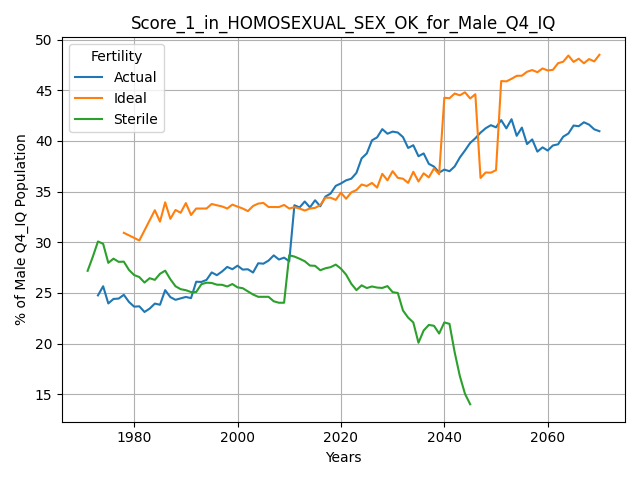 Score_1_in_HOMOSEXUAL_SEX_OK_for_Male_Q4_IQ
Fertility
Actual
Ideal
Sterile
% of Male Q4_IQ Population
50
45
40
35
30
25
20
15
1980
2000
2020
2040
2060
Years